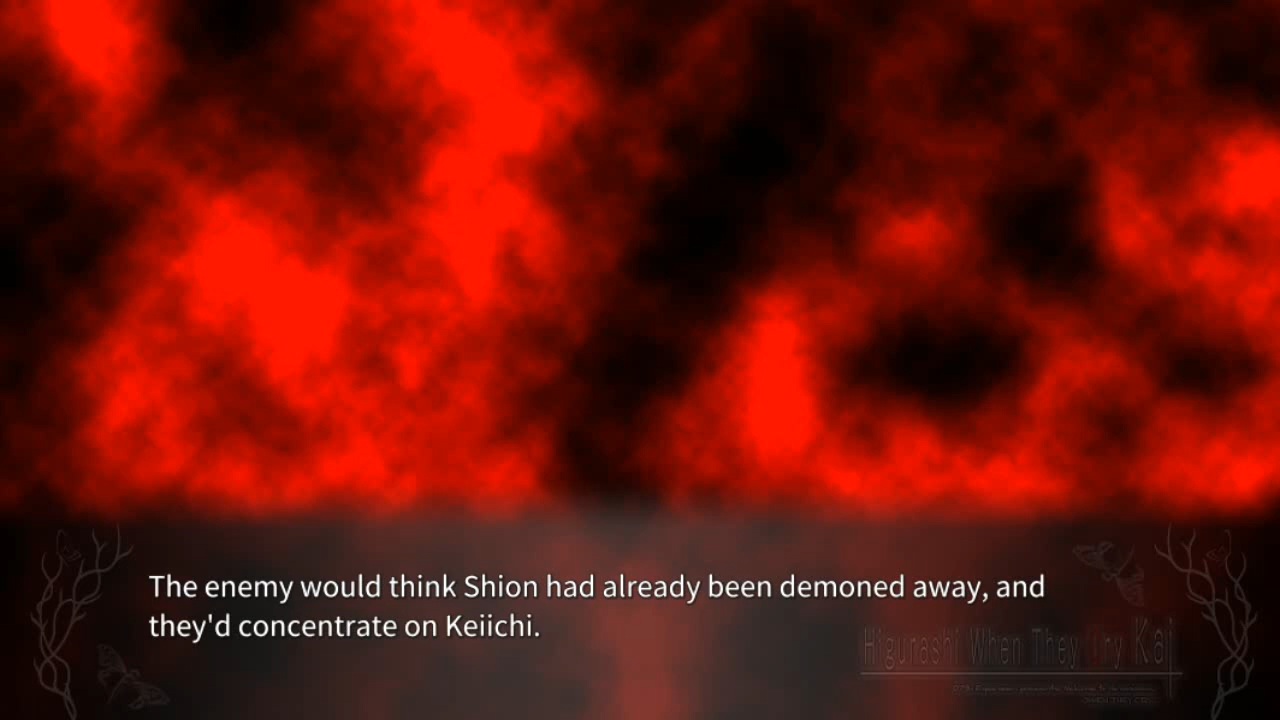 The enemy would think Shion had already been demoned away, and
they'd concentrate on Keiichi.
Higurashi When They Cry Kai